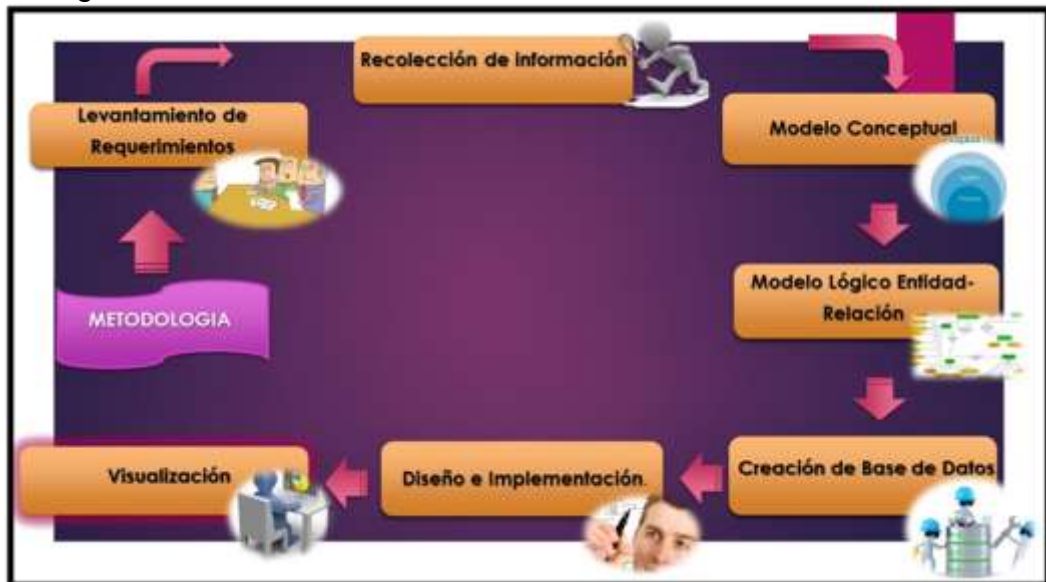 METODOLOGIA
Levantamiento de
Requerimientos
Recolección de información
Modelo Conceptual
Modelo Lógico Entidad-
Relación
Creación de Base de Datos
Diseño e Implementación.
Visualización